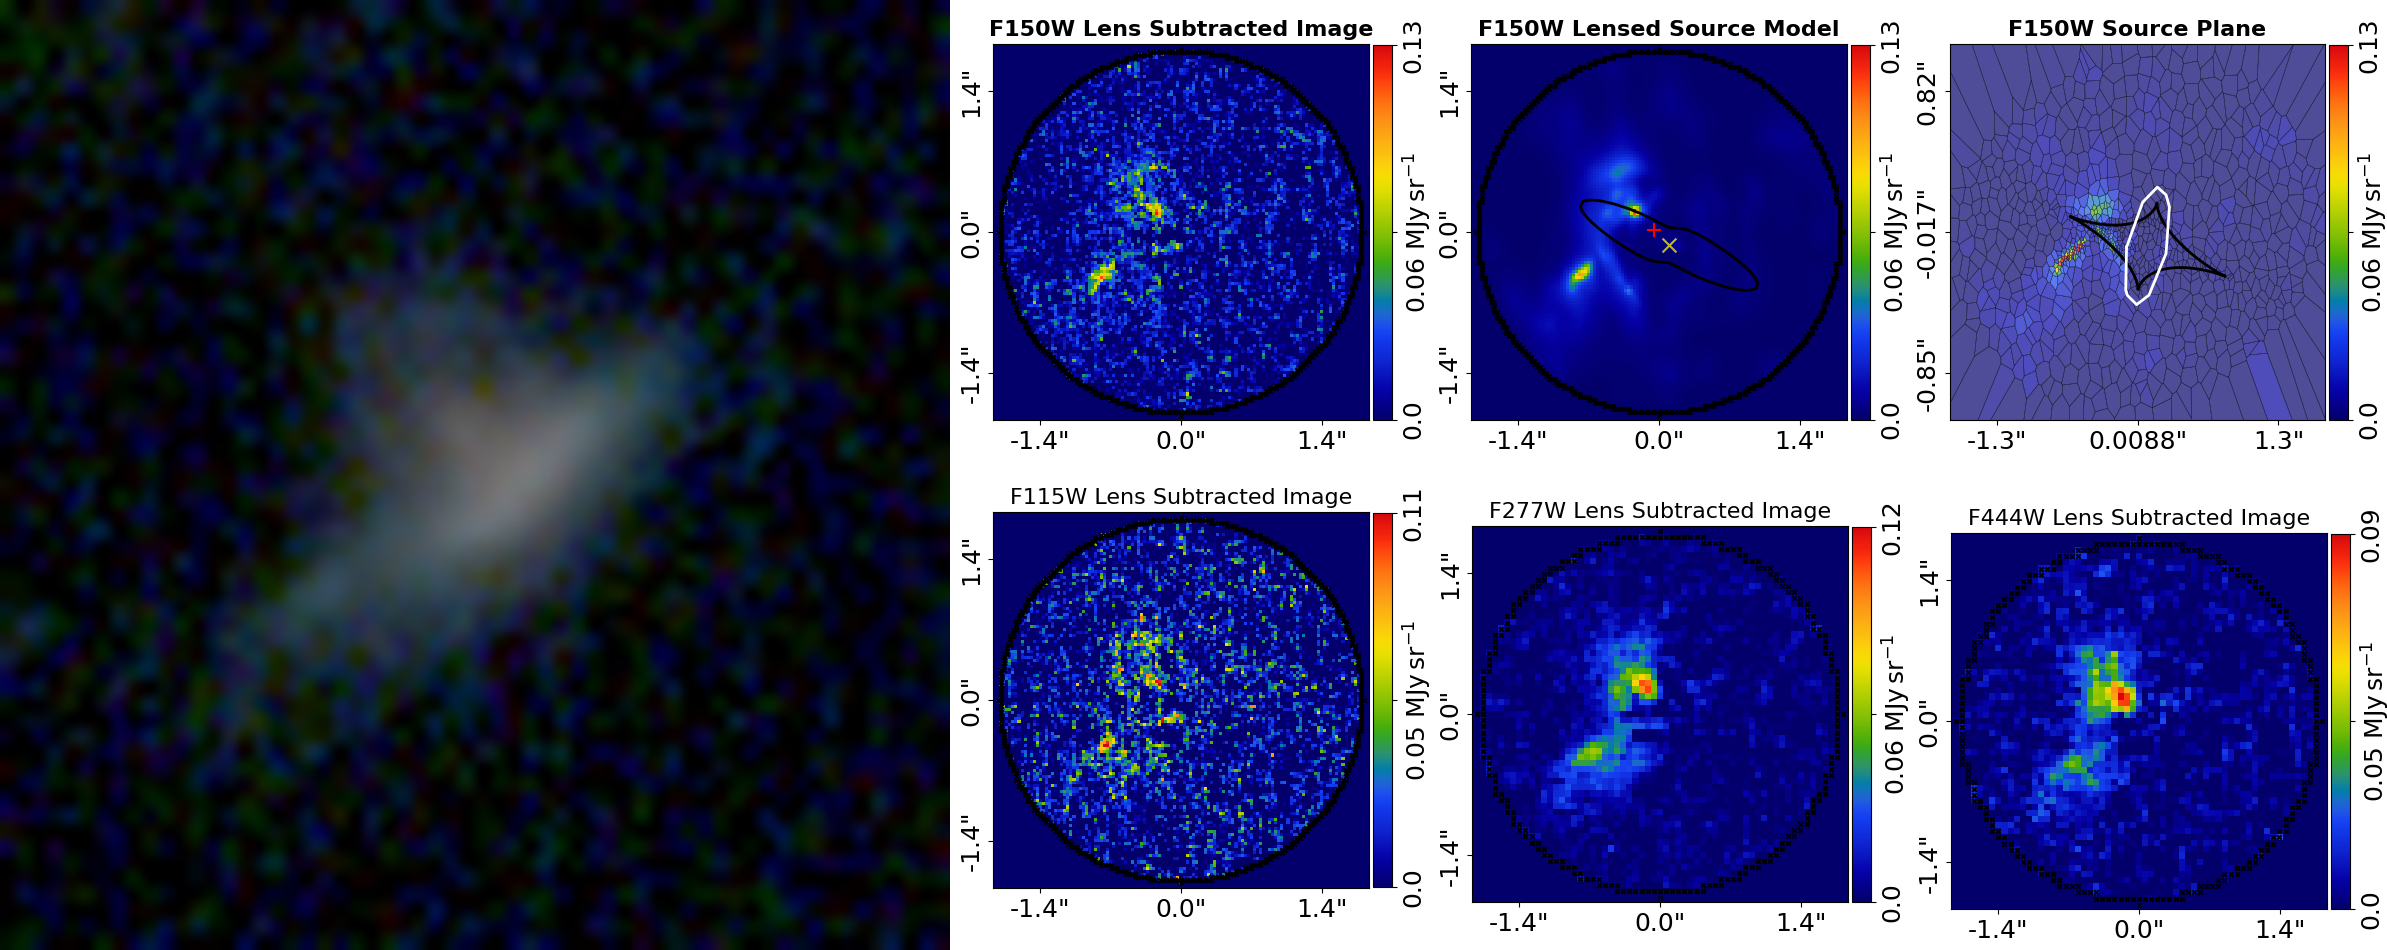 F150W Lens Subtracted Image
1.4"
0.0"
-1.4"
-1.4" 0.0" 1.4"
0.13
0.06 MJy sr−1
0.0
F150W Lensed Source Model
1.4"
0.0"
-1.4"
-1.4" 0.0" 1.4"
0.13
0.06 MJy sr−1
0.0
F150W Source Plane
0.82"
-0.017"
-0.85"
-1.3" 0.0088" 1.3"
0.13
0.06 MJy sr−1
0.0
F115W Lens Subtracted Image
1.4"
0.0"
-1.4"
-1.4" 0.0" 1.4"
0.11
0.05 MJy sr−1
0.0
F277W Lens Subtracted Image
1.4"
0.0"
-1.4"
-1.4" 0.0" 1.4"
0.12
0.06 MJy sr−1
0.0
F444W Lens Subtracted Image
1.4"
0.0"
-1.4"
-1.4" 0.0" 1.4"
0.09
0.05 MJy sr−1
0.0